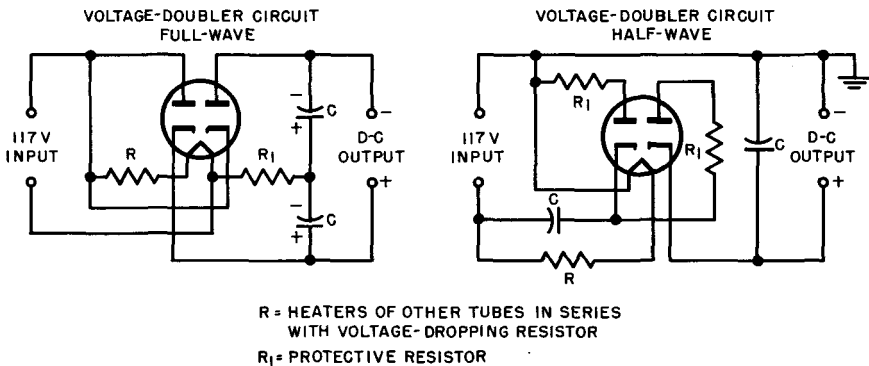 VOLTAGE-DOUBLER CIRCUIT
FULL-WAVE
117 V
INPUT
R
R1
C
C
-
+
-
+
D-C
OUTPUT
-
+
VOLTAGE-DOUBLER CIRCUIT
HALF-WAVE
117 V
INPUT
R1
R1
C
R
C
D-C
OUTPUT
-
+
R = HEATERS OF OTHER TUBES IN SERIES
WITH VOLTAGE-DROPPING RESISTOR
R1 = PROTECTIVE RESISTOR